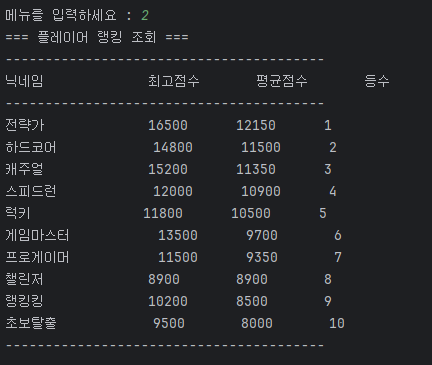 메뉴를 입력하세요 : 2
=== 플레이어 랭킹 조회 ===
----------------------------------------
닉네임 최고점수 평균점수 등수
----------------------------------------
전략가 16500 12150 1
하드코어 14800 11500 2
캐주얼 15200 11350 3
스피드런 12000 10900 4
럭키 11800 10500 5
게임마스터 13500 9700 6
프로게이머 11500 9350 7
챌린저 8900 8900 8
랭킹킹 10200 8500 9
초보탈출 9500 8000 10
----------------------------------------